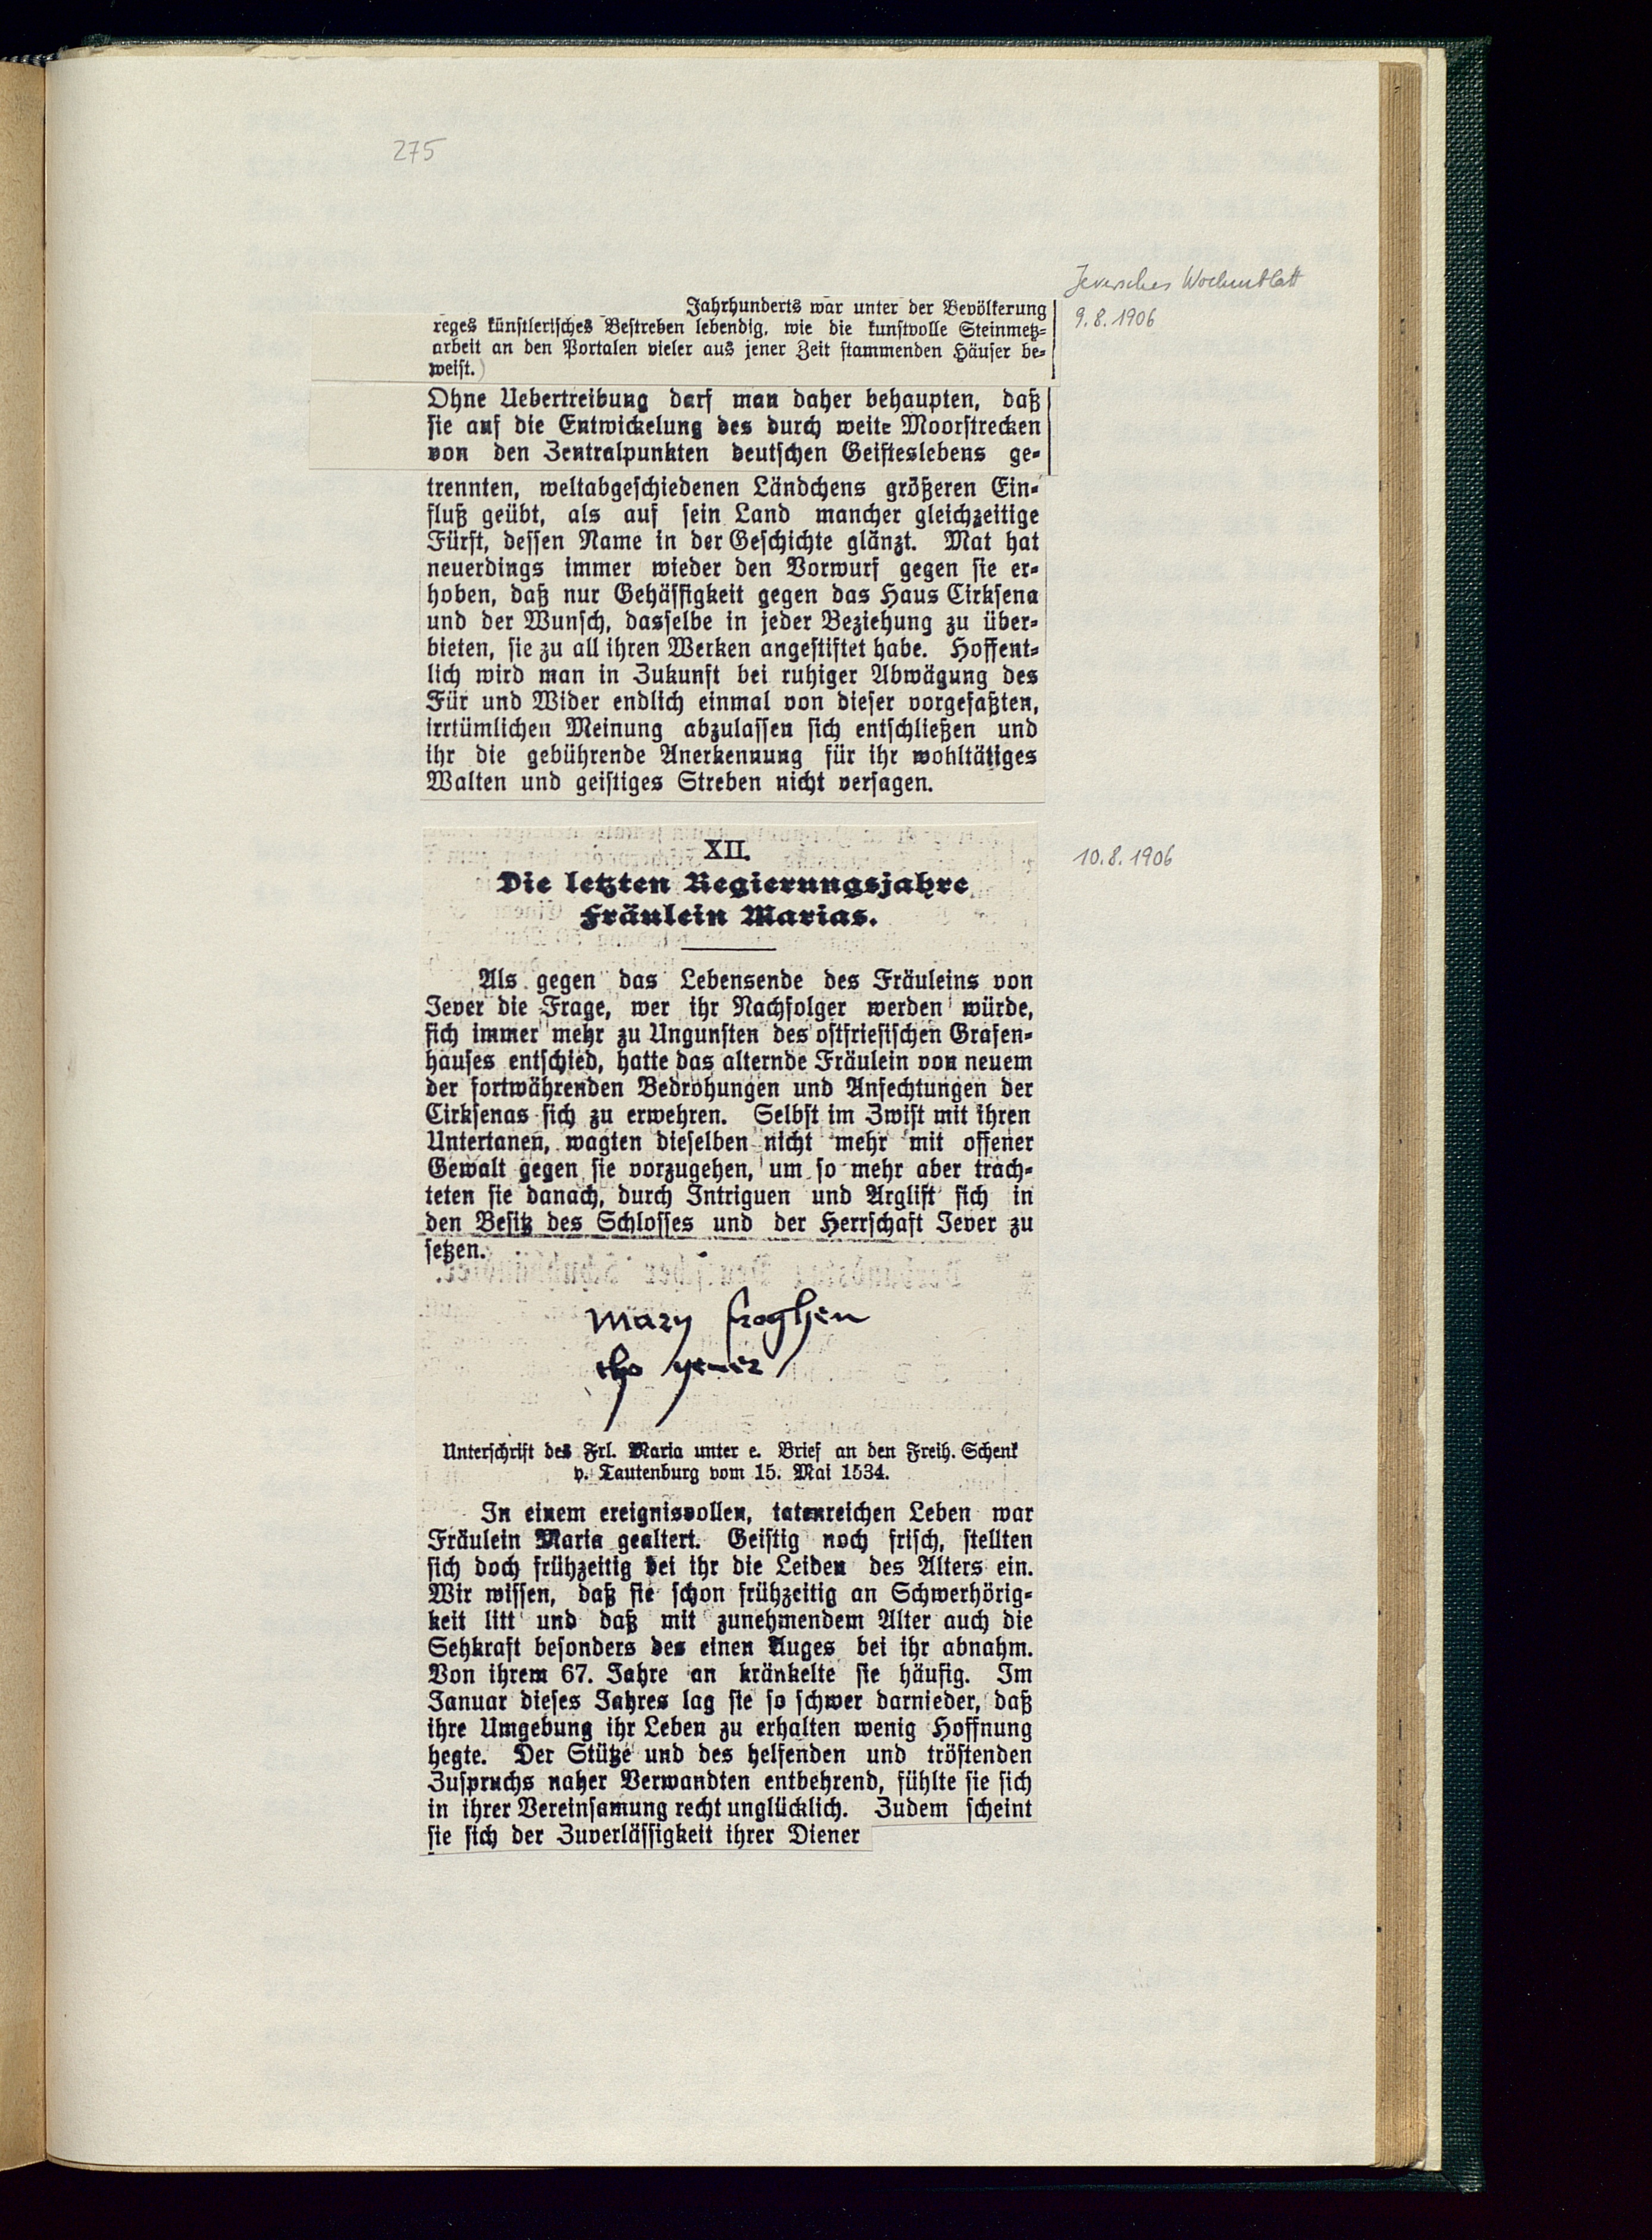 275
Jeversches Wochenblatt
9.8.1906
Jahrhunderts war unter der Bevölkerung
reges künstlerisches Bestreben lebendig, wie die kunstvolle Steinmetz-
arbeit an den Portalen vieler aus jener Zeit stammenden Häuser be-
weist.)
Ohne Uebertreibung darf man daher behaupten, daß
sie auf die Entwickelung des durch weite Moorstrecken
von den Zentralpunkten deutschen Geisteslebens ge-
trennten, weltabgeschiedenen Ländchens größeren Ein-
fluß geübt, als auf sein Land mancher gleichzeitige
Fürst, dessen Name in der Geschichte glänzt. Mat hat
neuerdings immer wieder den Vorwurf gegen sie er-
hoben, daß nur Gehässigkeit gegen das Haus Cirksena
und der Wunsch, dasselbe in jeder Beziehung zu über-
bieten, sie zu all ihren Werken angestiftet habe. Hoffent-
lich wird man in Zukunft bei ruhiger Abwägung des
Für und Wider endlich einmal von dieser vorgefaßten,
irrtümlichen Meinung abzulassen sich entschließen und
ihr die gebührende Anerkennung für ihr wohltätiges
Walten und geistiges Streben nicht versagen.
XII.
10.8.1906
Die letzten Regierungsjahre
Fräulein Marias.
Als gegen das Lebensende des Fräuleins von
Jever die Frage, wer ihr Nachfolger werden würde,
sich immer mehr zu Ungunsten des ostfriesischen Grafen-
hauses entschied, hatte das alternde Fräulein von neuem
der fortwährenden Bedrohungen und Anfechtungen der
Cirksenas sich zu erwehren. Selbst im Zwist mit ihren
Untertanen, wagten dieselben nicht mehr mit offener
Gewalt gegen sie vorzugehen, um so mehr aber trach-
teten sie danach, durch Intriguen und Arglist sich in
den Besitz des Schlosses und der Herrschaft Jever zu
setzen.
Mary froghen
tho yever
Unterschrift des Frl. Maria unter e. Brief an den Freih. Schenk
v. Tautenburg vom 15. Mai 1534.
In einem ereignisvollen, tatenreichen Leben war
Fräulein Maria gealtert. Geistig noch frisch, stellten
sich doch frühzeitig bei ihr die Leiden des Alters ein.
Wir wissen, daß sie schon frühzeitig an Schwerhörig-
keit litt und daß mit zunehmendem Alter auch die
Sehkraft besonders des einen Auges bei ihr abnahm.
Von ihrem 67. Jahre an kränkelte sie häufig. Im
Januar dieses Jahres lag sie so schwer darnieder, daß
ihre Umgebung ihr Leben zu erhalten wenig Hoffnung
hegte. Der Stütze und des helfenden und tröstenden
Zuspruchs naher Verwandten entbehrend, fühlte sie sich
in ihrer Vereinsamung recht unglücklich. Zudem scheint
sie sich der Zuverlässigkeit ihrer Diener